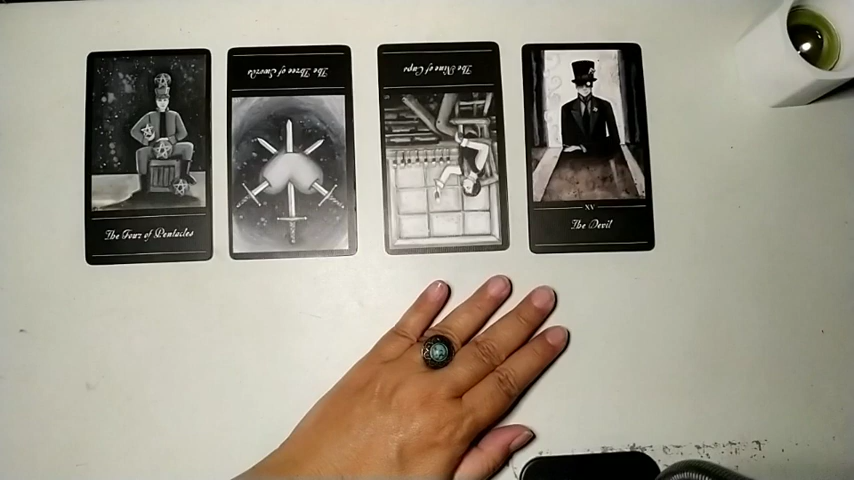 The Four of Pentacles
The Three of Swords
The Nine of Cups
XV
The Devil